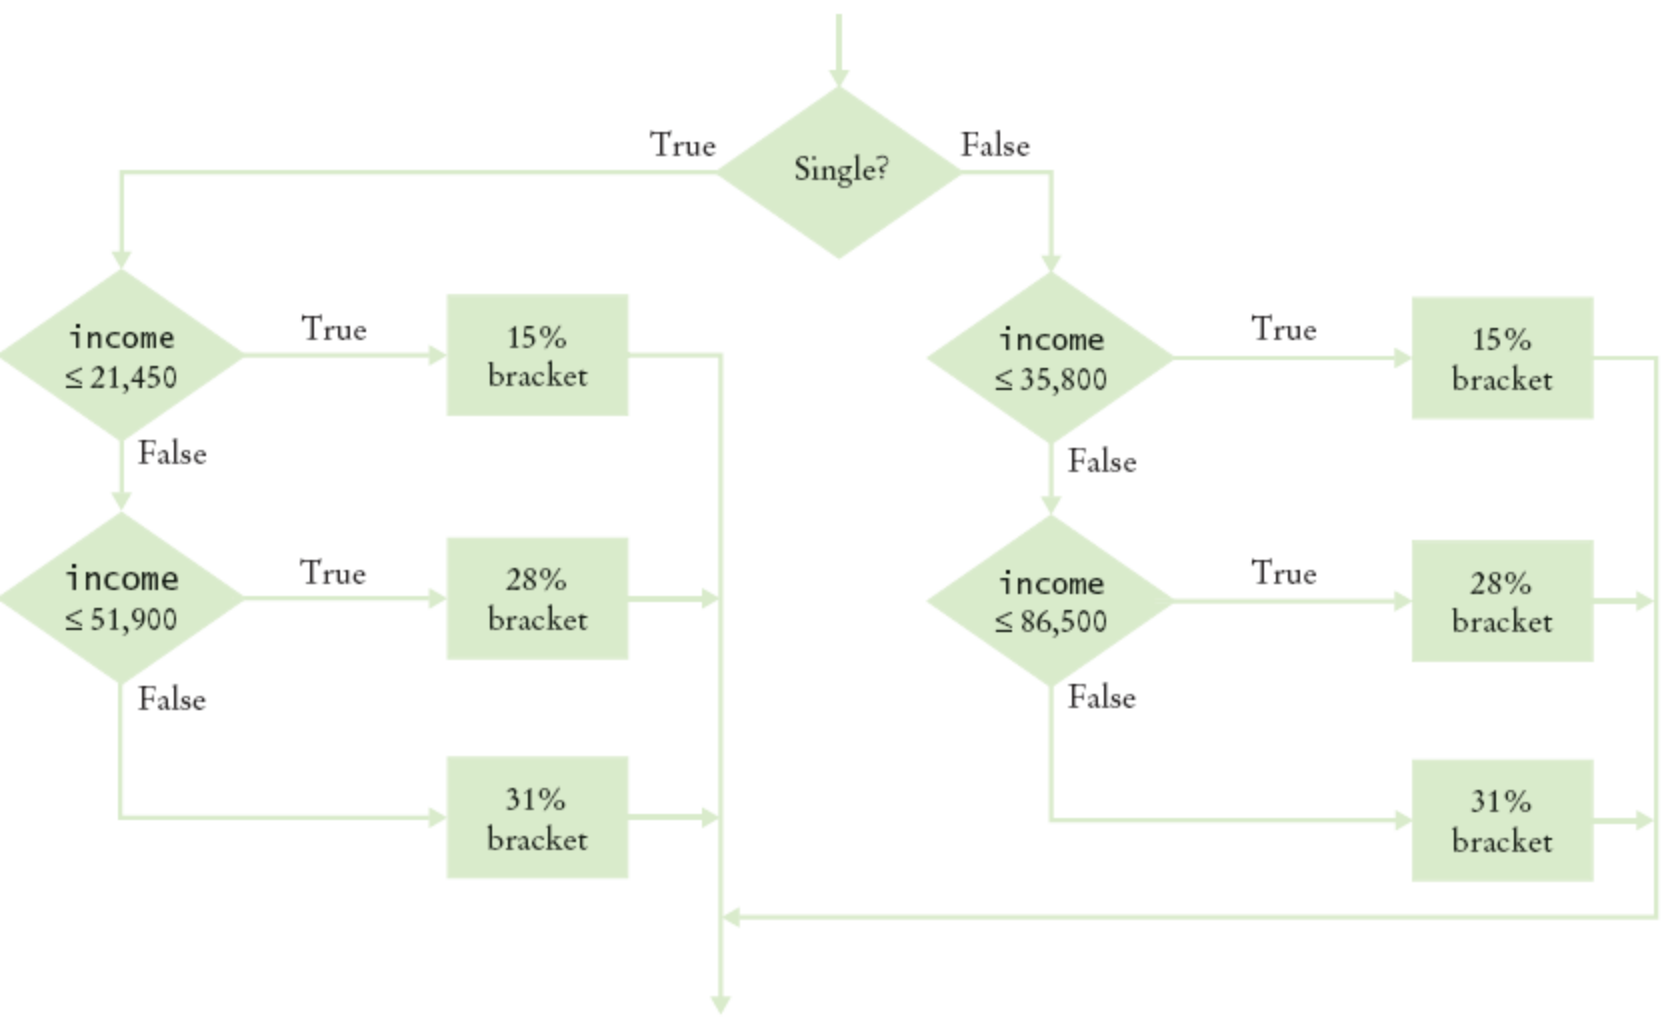 True
Single?
False
income
≤ 21,450
True
15%
bracket
False
income
≤ 51,900
True
28%
bracket
False
31%
bracket
income
≤ 35,800
True
15%
bracket
False
income
≤ 86,500
True
28%
bracket
False
31%
bracket